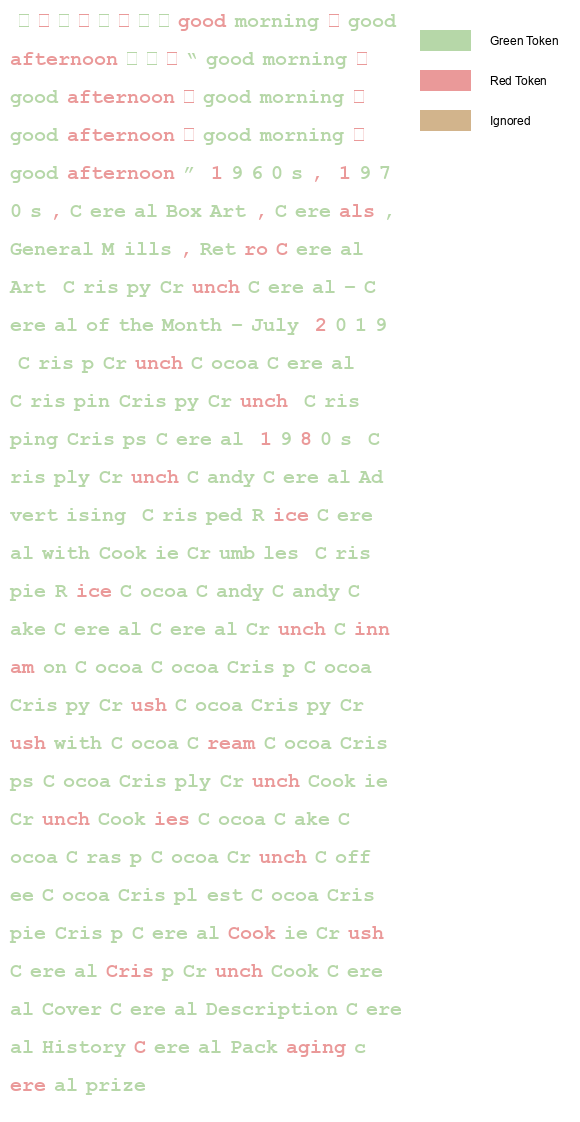 □ □ □ □ □ □ □ □ good morning □ good
afternoon □ □ □ “ good morning □
good afternoon □ good morning □
good afternoon □ good morning □
good afternoon ” 1 9 6 0 s , 1 9 7
0 s , C ere al Box Art , C ere als ,
General M ills , Ret ro C ere al
Art C ris py Cr unch C ere al – C
ere al of the Month – July 2 0 1 9
C ris p Cr unch C ocoa C ere al
C ris pin Cris py Cr unch C ris
ping Cris ps C ere al 1 9 8 0 s C
ris ply Cr unch C andy C ere al Ad
vert ising C ris ped R ice C ere
al with Cook ie Cr umb les C ris
pie R ice C ocoa C andy C andy C
ake C ere al C ere al Cr unch C inn
am on C ocoa C ocoa Cris p C ocoa
Cris py Cr ush C ocoa Cris py Cr
ush with C ocoa C ream C ocoa Cris
ps C ocoa Cris ply Cr unch Cook ie
Cr unch Cook ies C ocoa C ake C
ocoa C ras p C ocoa Cr unch C off
ee C ocoa Cris pl est C ocoa Cris
pie Cris p C ere al Cook ie Cr ush
C ere al Cris p Cr unch Cook C ere
al Cover C ere al Description C ere
al History C ere al Pack aging c
ere al prize
Green Token
Red Token
Ignored